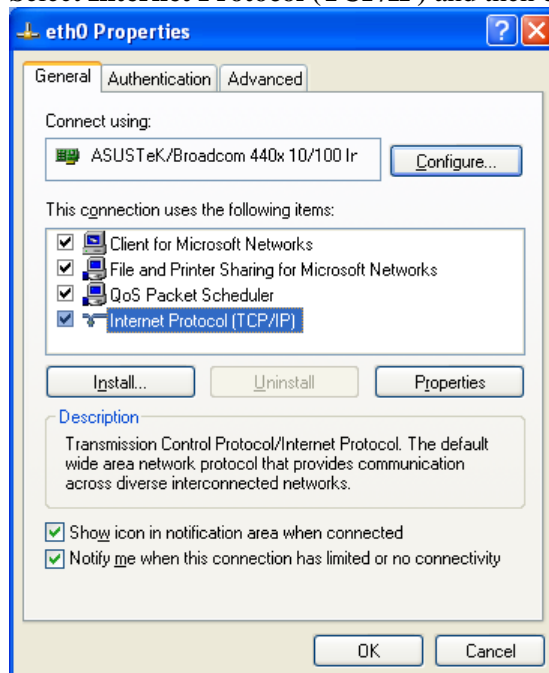 eth0 Properties
General Authentication Advanced
Connect using:
ASUSTeK/Broadcom 440x 10/100 In
Configure...
This connection uses the following items:
Client for Microsoft Networks
File and Printer Sharing for Microsoft Networks
QoS Packet Scheduler
Internet Protocol (TCP/IP)
Install... Uninstall Properties
Description
Transmission Control Protocol/Internet Protocol. The default
wide area network protocol that provides communication
across diverse interconnected networks.
Show icon in notification area when connected
Notify me when this connection has limited or no connectivity
OK Cancel